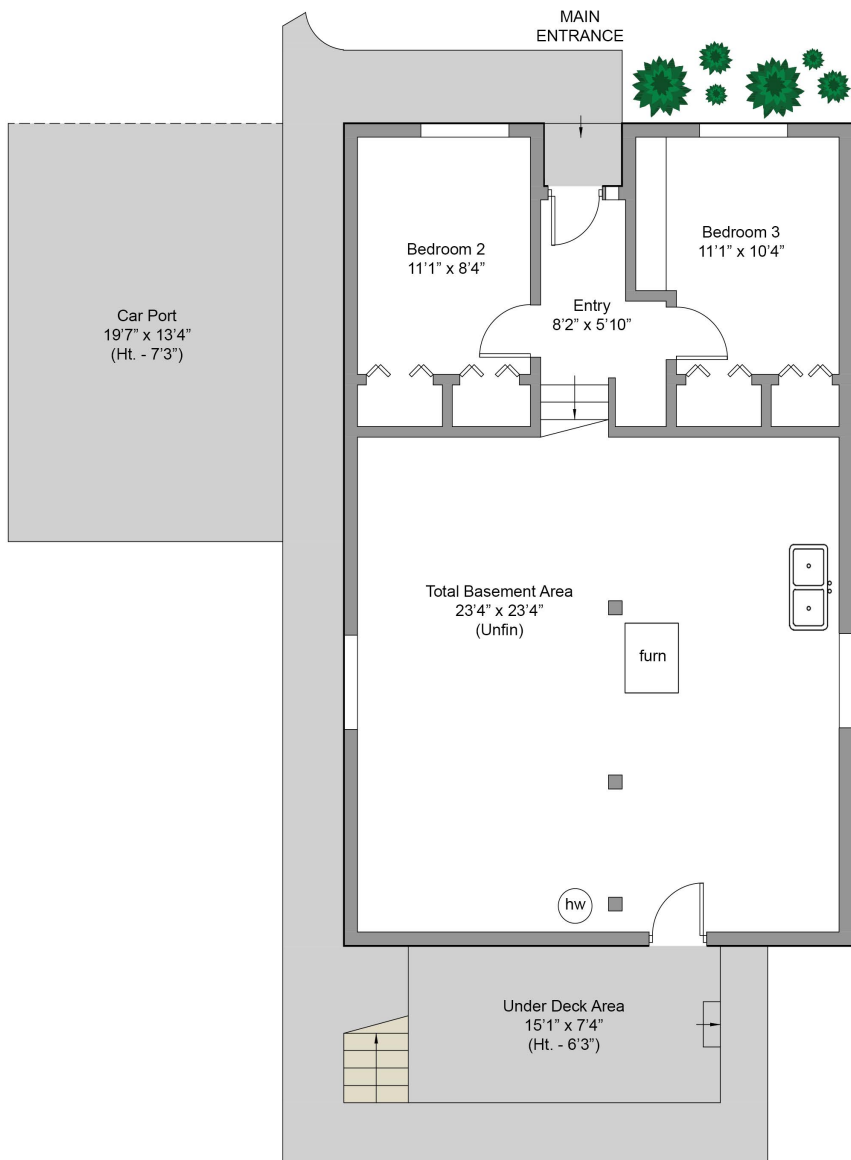 MAIN
ENTRANCE
Bedroom 2
11’1” x 8’4”
Bedroom 3
11’1” x 10’4”
Entry
8’2” x 5’10”
Car Port
19’7” x 13’4”
(Ht. - 7’3”)
Total Basement Area
23’4” x 23’4”
(Unfin)
furn
hw
Under Deck Area
15’1” x 7’4”
(Ht. - 6’3”)